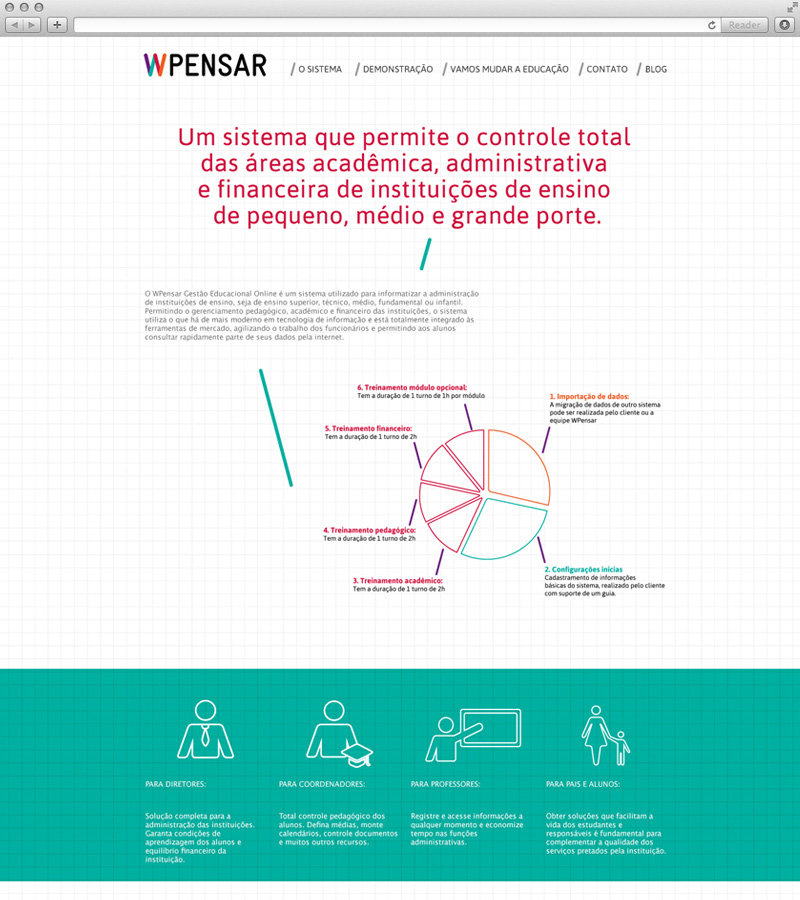 Reader
WPENSAR
/ O SISTEMA / DEMONSTRAÇÃO / VAMOS MUDAR A EDUCAÇÃO / CONTATO / BLOG
Um sistema que permite o controle total
das áreas acadêmica, administrativa
e financeira de instituições de ensino
de pequeno, médio e grande porte.
O WPensar Gestão Educacional Online é um sistema utilizado para informatizar a administração
de instituições de ensino, seja de ensino superior, técnico, médio, fundamental ou infantil.
Permitindo o gerenciamento pedagógico, acadêmico e financeiro das instituições, o sistema
utiliza o que há de mais moderno em tecnologia de informação e está totalmente integrado às
ferramentas de mercado, agilizando o trabalho dos funcionários e permitindo aos alunos
consultar rapidamente parte de seus dados pela internet.
6. Treinamento módulo opcional:
Tem a duração de 1 turno de 1h por módulo
1. Importação de dados:
A migração de dados de outro sistema
pode ser realizada pelo cliente ou a
equipe WPensar
5. Treinamento financeiro:
Tem a duração de 1 turno de 2h
4. Treinamento pedagógico:
Tem a duração de 1 turno de 2h
3. Treinamento acadêmico:
Tem a duração de 1 turno de 2h
2. Configurações inicias
Cadastramento de informações
básicas do sistema, realizado pelo cliente
com suporte de um guia.
PARA DIRETORES:
Solução completa para a
administração das instituições.
Garanta condições de
aprendizagem dos alunos e
equilíbrio financeiro da
instituição.
PARA COORDENADORES:
Total controle pedagógico dos
alunos. Defina médias, monte
calendários, controle documentos
e muitos outros recursos.
PARA PROFESSORES:
Registre e acesse informações a
qualquer momento e economize
tempo nas funções
administrativas.
PARA PAIS E ALUNOS:
Obter soluções que facilitam a
vida dos estudantes e
responsáveis é fundamental para
complementar a qualidade dos
serviços pretados pela instituição.